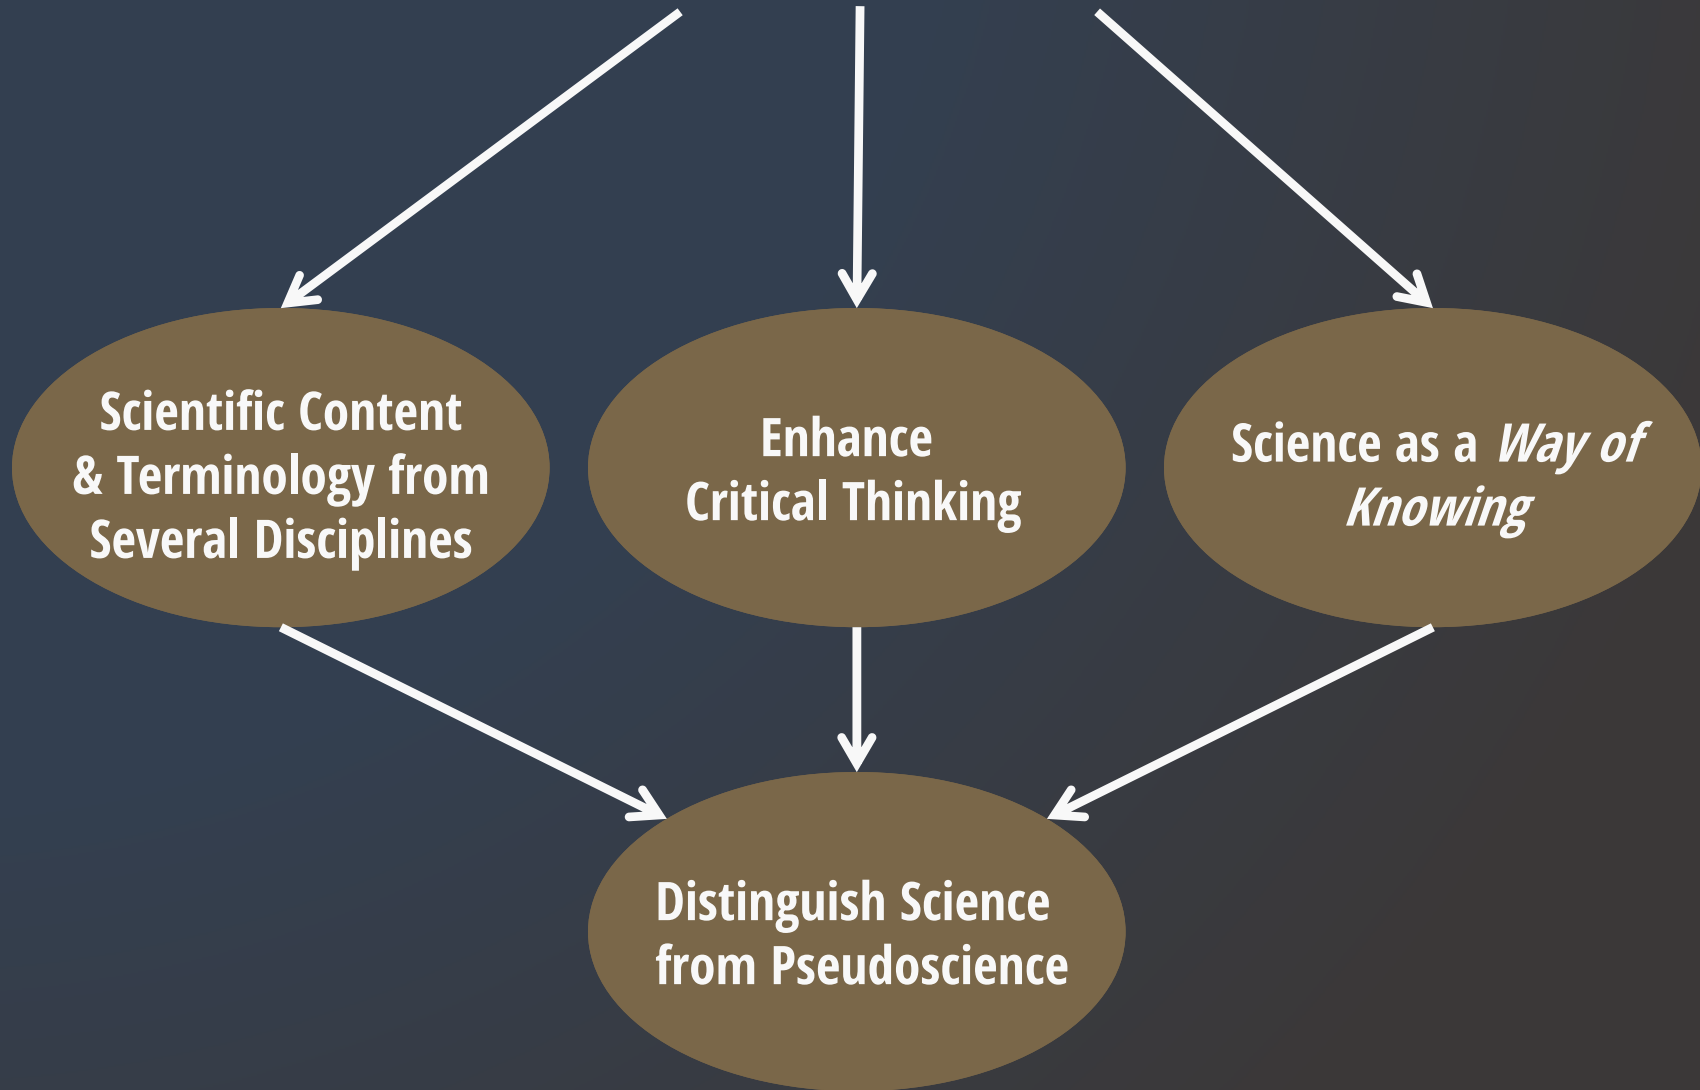 Scientific Content
& Terminology from
Several Disciplines
Enhance
Critical Thinking
Science as a Way of
Knowing
Distinguish Science
from Pseudoscience